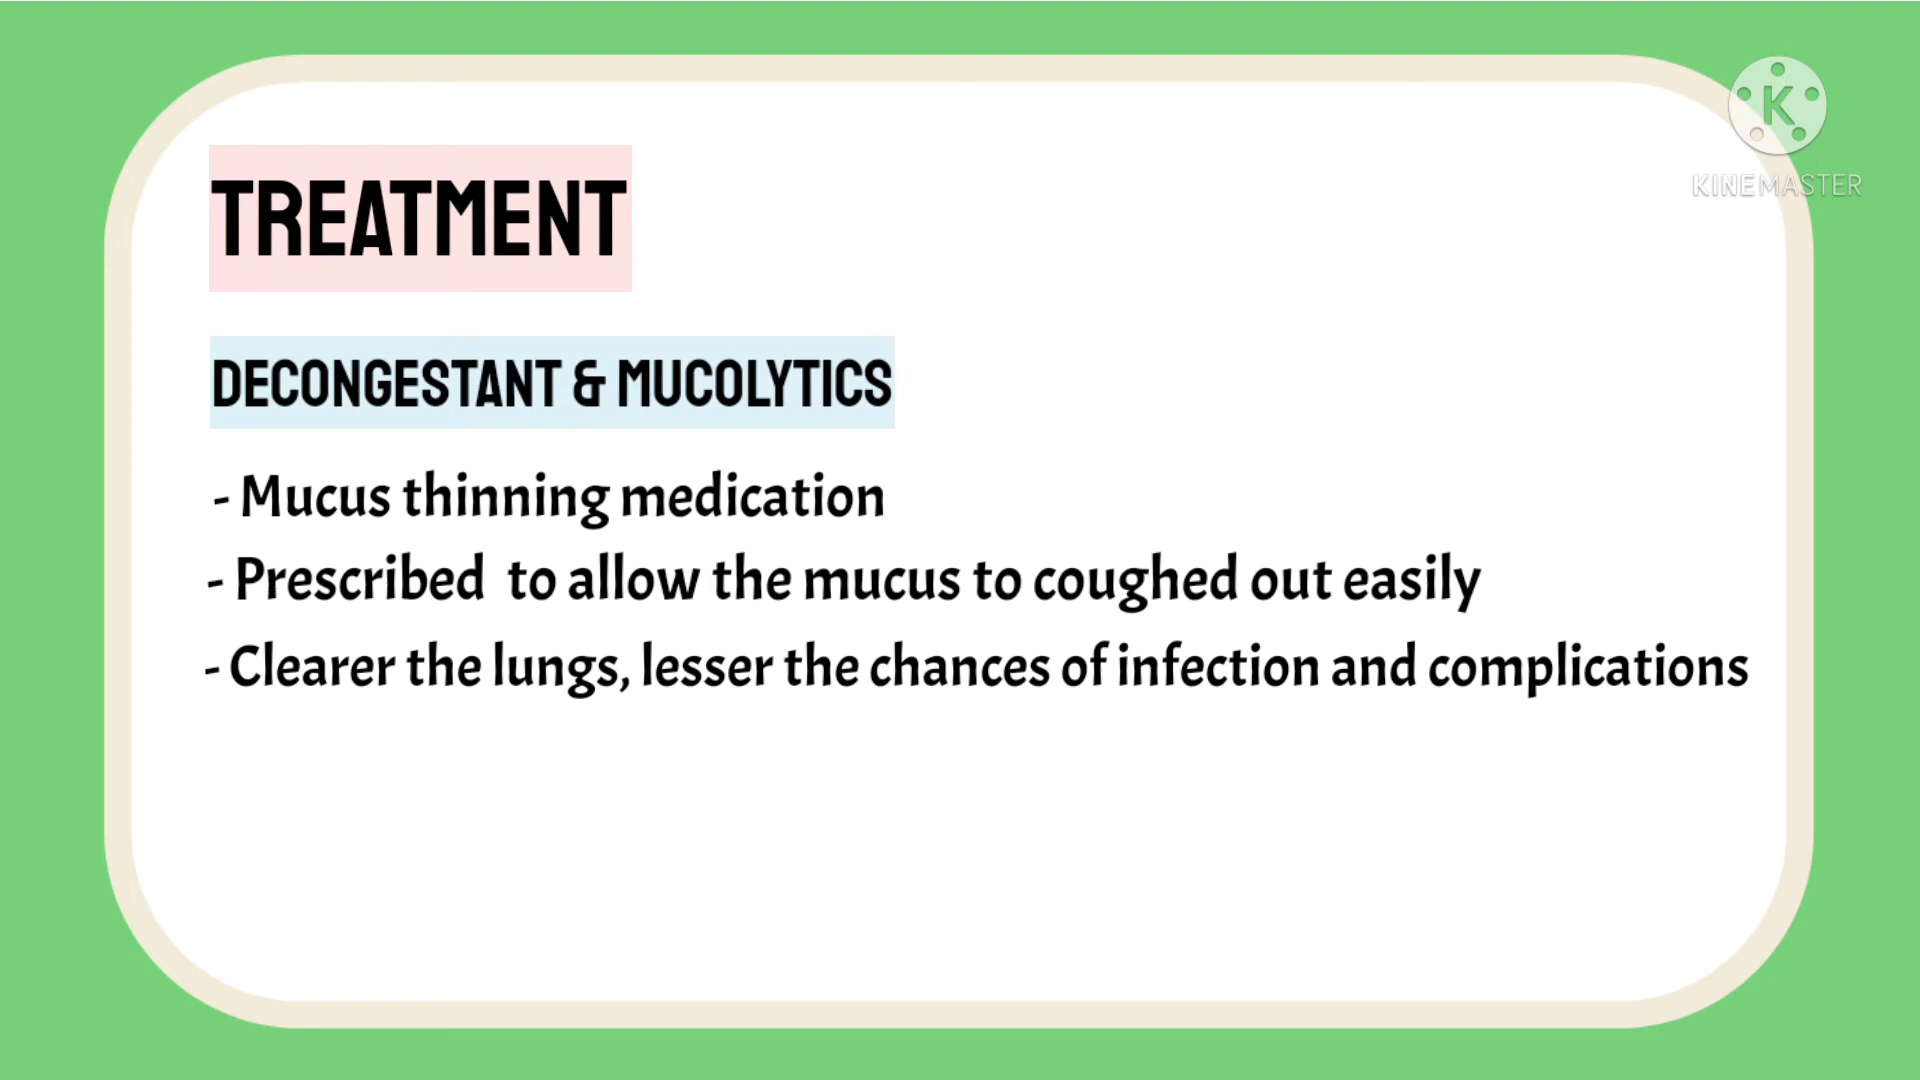 K
KINEMASTER
TREATMENT
DECONGESTANT & MUCOLYTICS
- Mucus thinning medication
- Prescribed  to allow the mucus to coughed out easily
- Clearer the lungs, lesser the chances of infection and complications